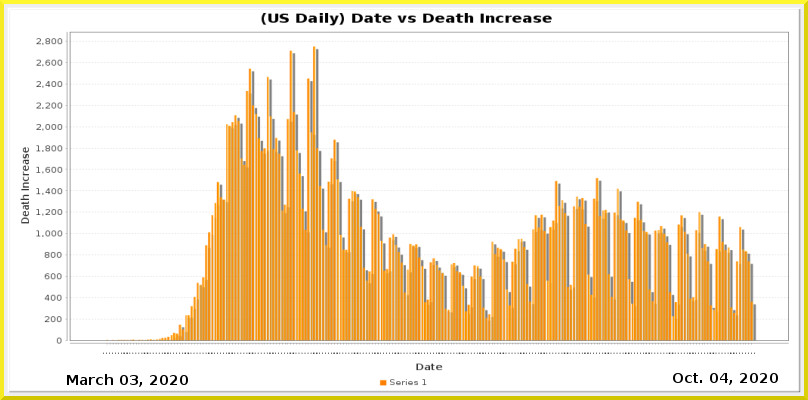 (US Daily) Date vs Death Increase
2,800
2,600
2,400
2,200
2,000
1,800
1,600
1,400
1,200
1,000
800
600
400
200
0
Death Increase
Date
March 03, 2020
Series 1
Oct. 04, 2020